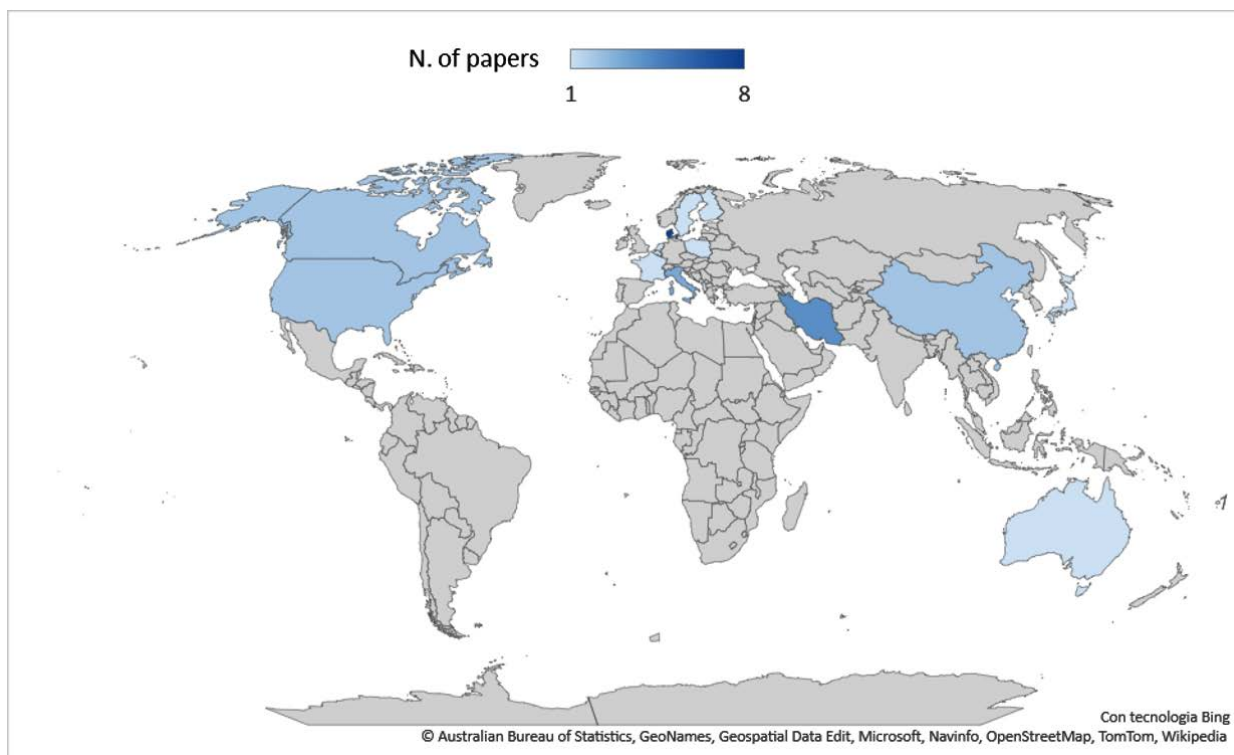 N. of papers
1 8
Con tecnologia Bing
© Australian Bureau of Statistics, GeoNames, Geospatial Data Edit, Microsoft, Navinfo, OpenStreetMap, TomTom, Wikipedia